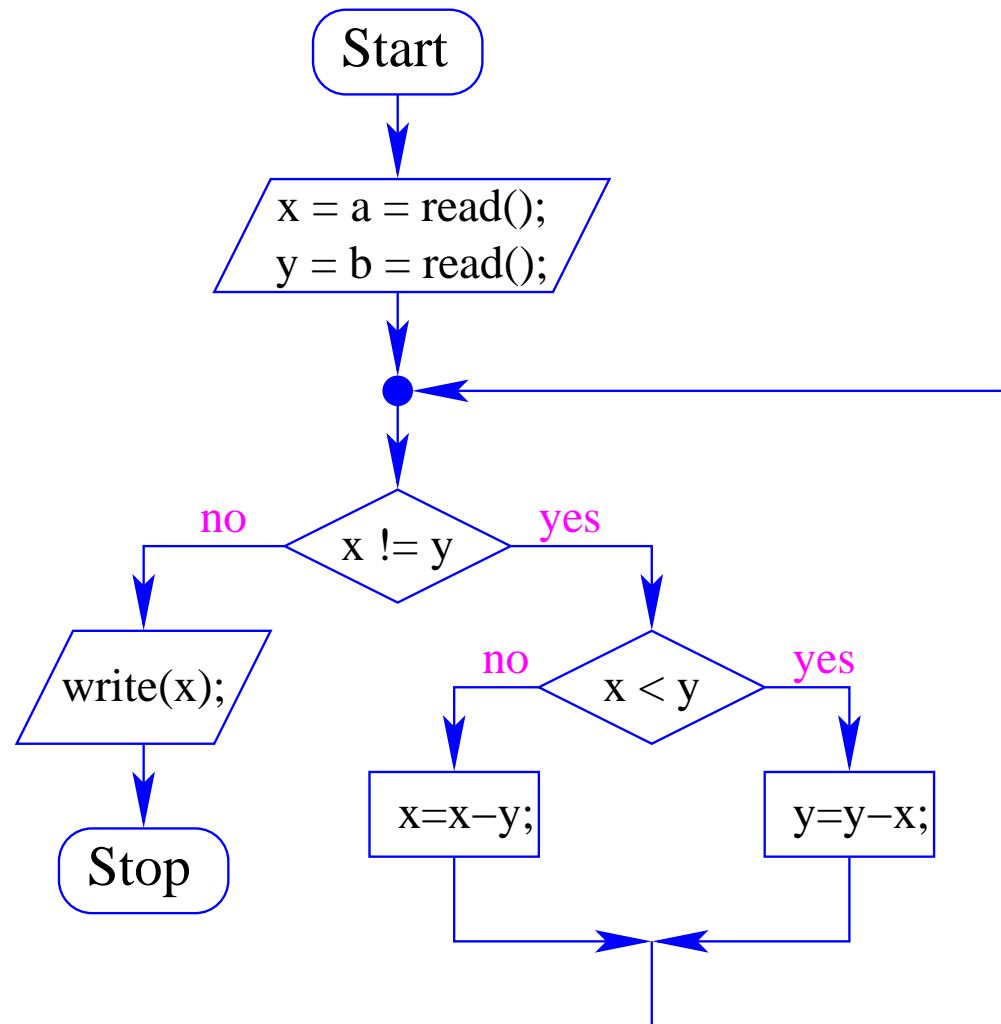 Start
x = a = read();
y = b = read();
no
yes
x != y
no
yes
write(x);
x < y
x=x−y;
y=y−x;
Stop